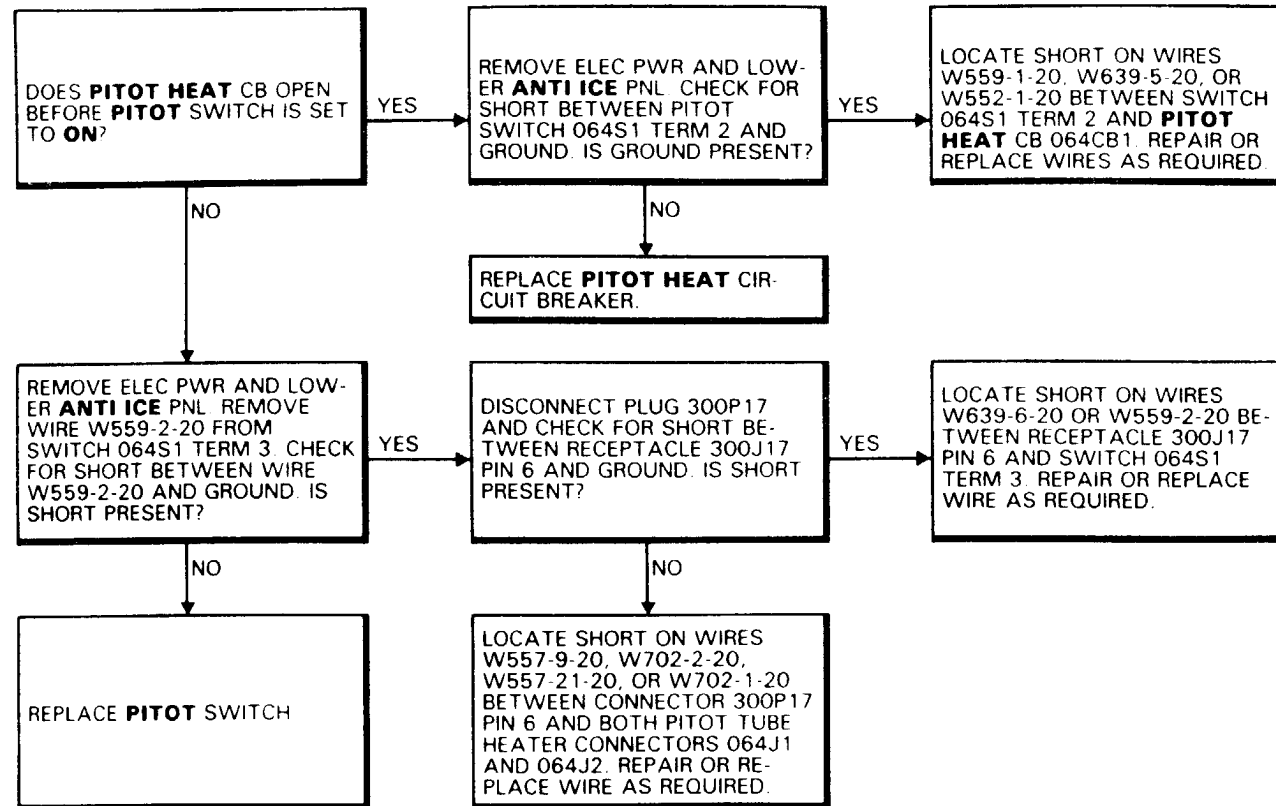 DOES PITOT HEAT CB OPEN
BEFORE PITOT SWITCH IS SET
TO ON?
YES
REMOVE ELEC PWR AND LOW-
ER ANTI ICE PNL. CHECK FOR
SHORT BETWEEN PITOT
SWITCH 064S1 TERM 2 AND
GROUND. IS GROUND PRESENT?
YES
LOCATE SHORT ON WIRES
W559-1-20, W639-5-20, OR
W552-1-20 BETWEEN SWITCH
064S1 TERM 2 AND PITOT
HEAT CB 064CB1. REPAIR OR
REPLACE WIRES AS REQUIRED.
NO
NO
REPLACE PITOT HEAT CIR-
CUIT BREAKER.
REMOVE ELEC PWR AND LOW-
ER ANTI ICE PNL. REMOVE
WIRE W559-2-20 FROM
SWITCH 064S1 TERM 3. CHECK
FOR SHORT BETWEEN WIRE
W559-2-20 AND GROUND. IS
SHORT PRESENT?
YES
DISCONNECT PLUG 300P17
AND CHECK FOR SHORT BE-
TWEEN RECEPTACLE 300J17
PIN 6 AND GROUND. IS SHORT
PRESENT?
YES
LOCATE SHORT ON WIRES
W639-6-20 OR W559-2-20 BE-
TWEEN RECEPTACLE 300J17
PIN 6 AND SWITCH 064S1
TERM 3. REPAIR OR REPLACE
WIRE AS REQUIRED.
NO
NO
REPLACE PITOT SWITCH
LOCATE SHORT ON WIRES
W557-9-20, W702-2-20,
W557-21-20, OR W702-1-20
BETWEEN CONNECTOR 300P17
PIN 6 AND BOTH PITOT TUBE
HEATER CONNECTORS 064J1
AND 064J2. REPAIR OR RE-
PLACE WIRE AS REQUIRED.